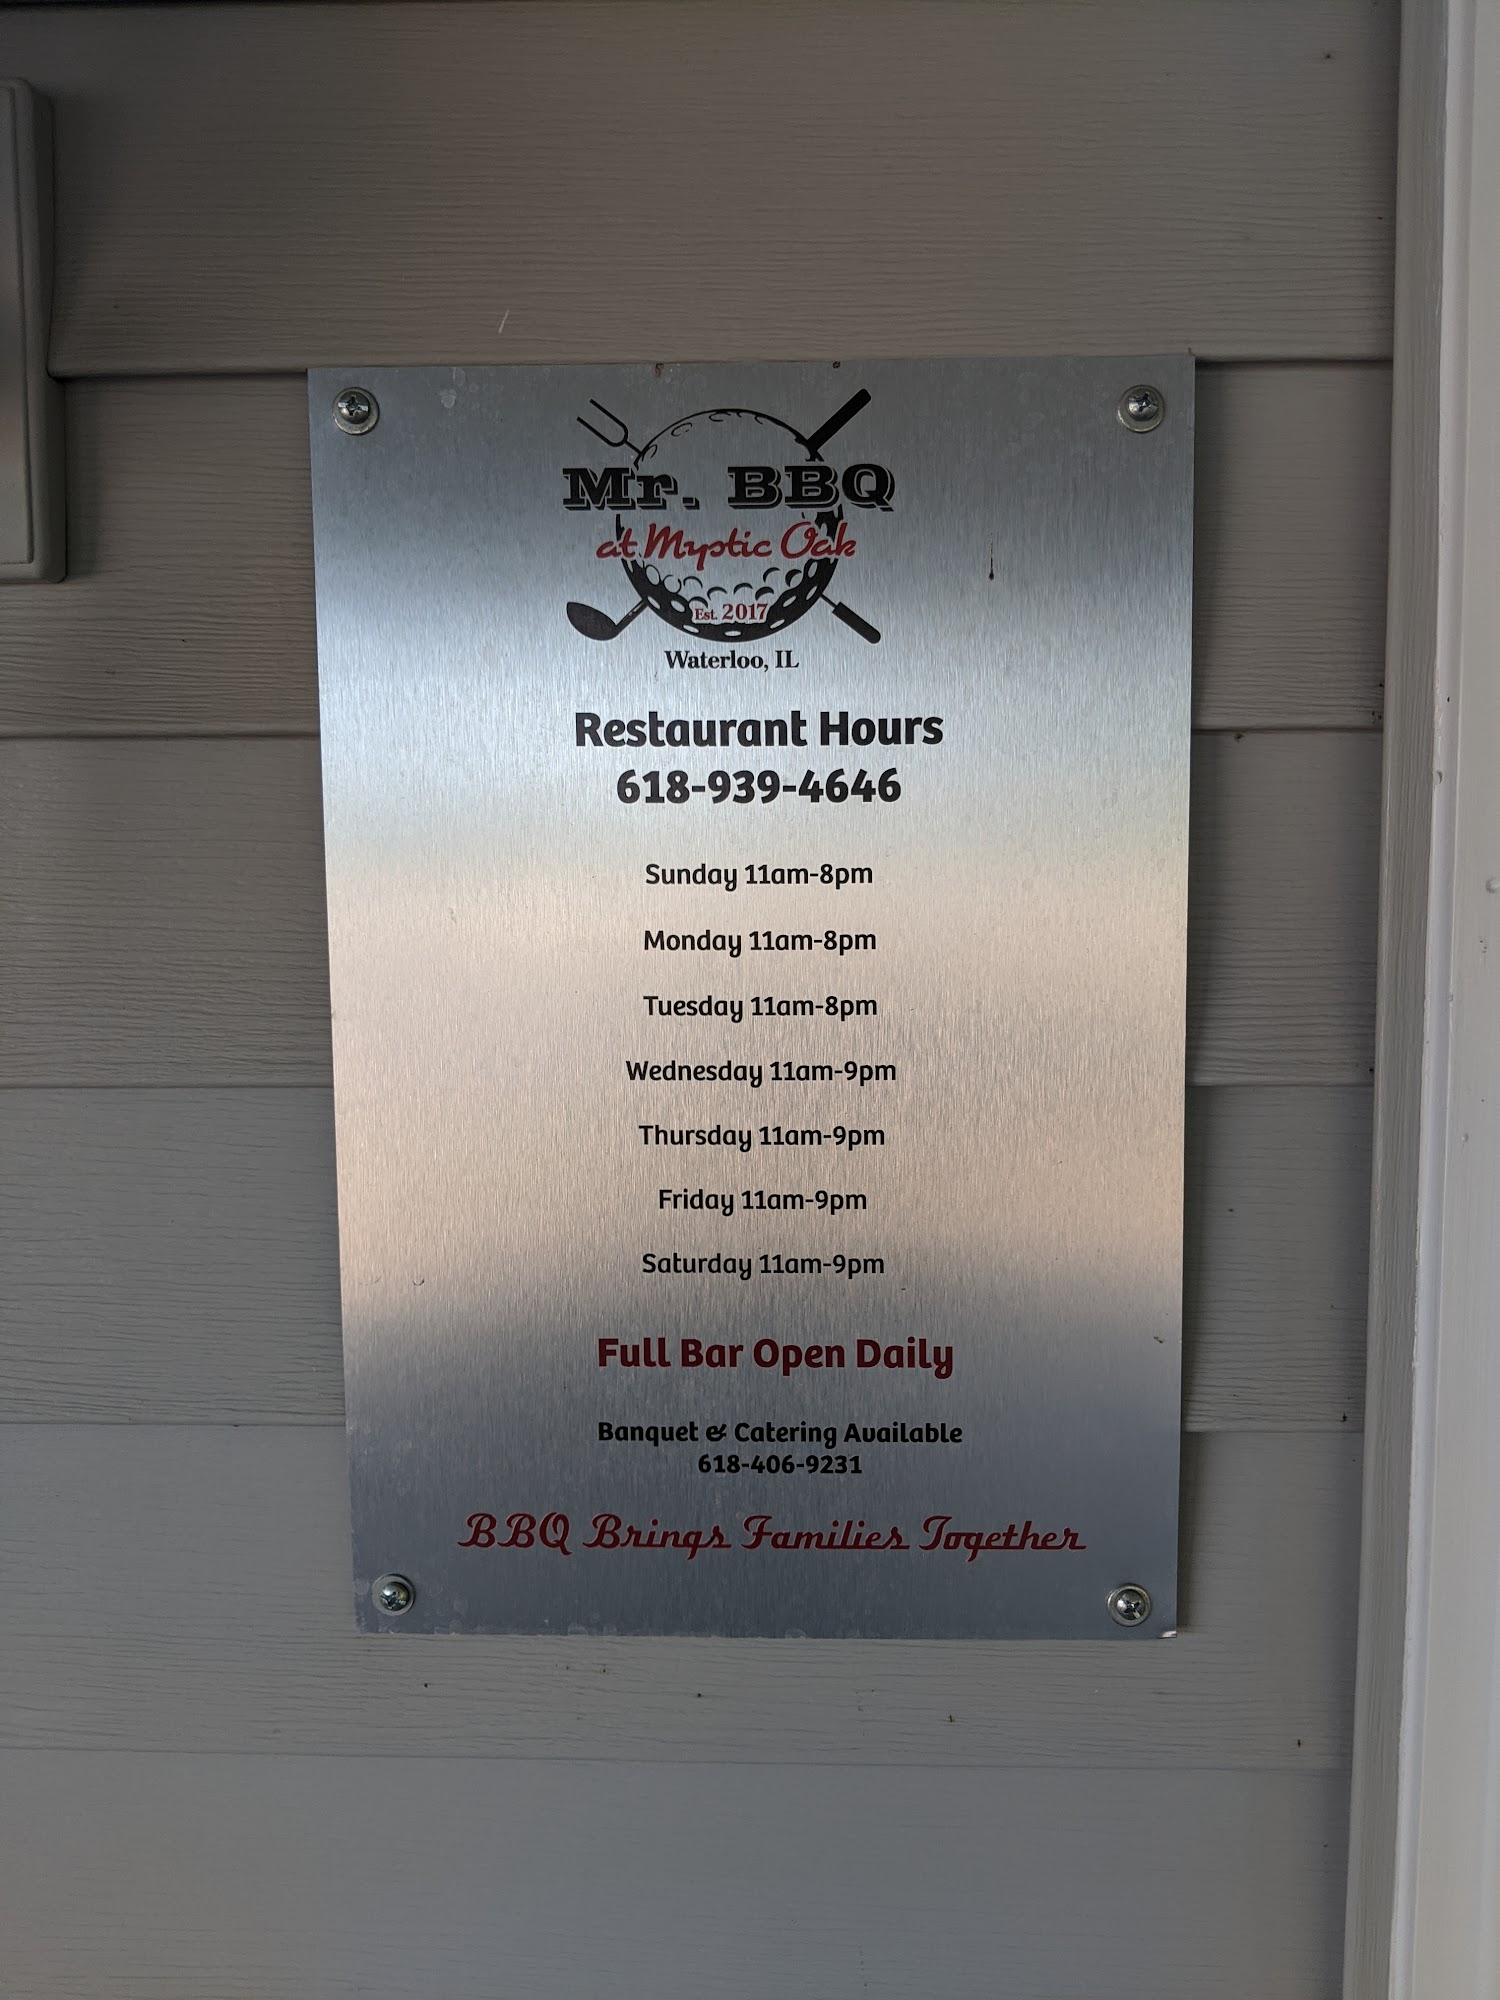 Mr. BBQ
at Mystic Oak
Est. 2017
Waterloo, IL
Restaurant Hours
618-939-4646
Sunday 11am-8pm
Monday 11am-8pm
Tuesday 11am-8pm
Wednesday 11am-9pm
Thursday 11am-9pm
Friday 11am-9pm
Saturday 11am-9pm
Full Bar Open Daily
Banquet & Catering Available
618-406-9231
BBQ Brings Families Together